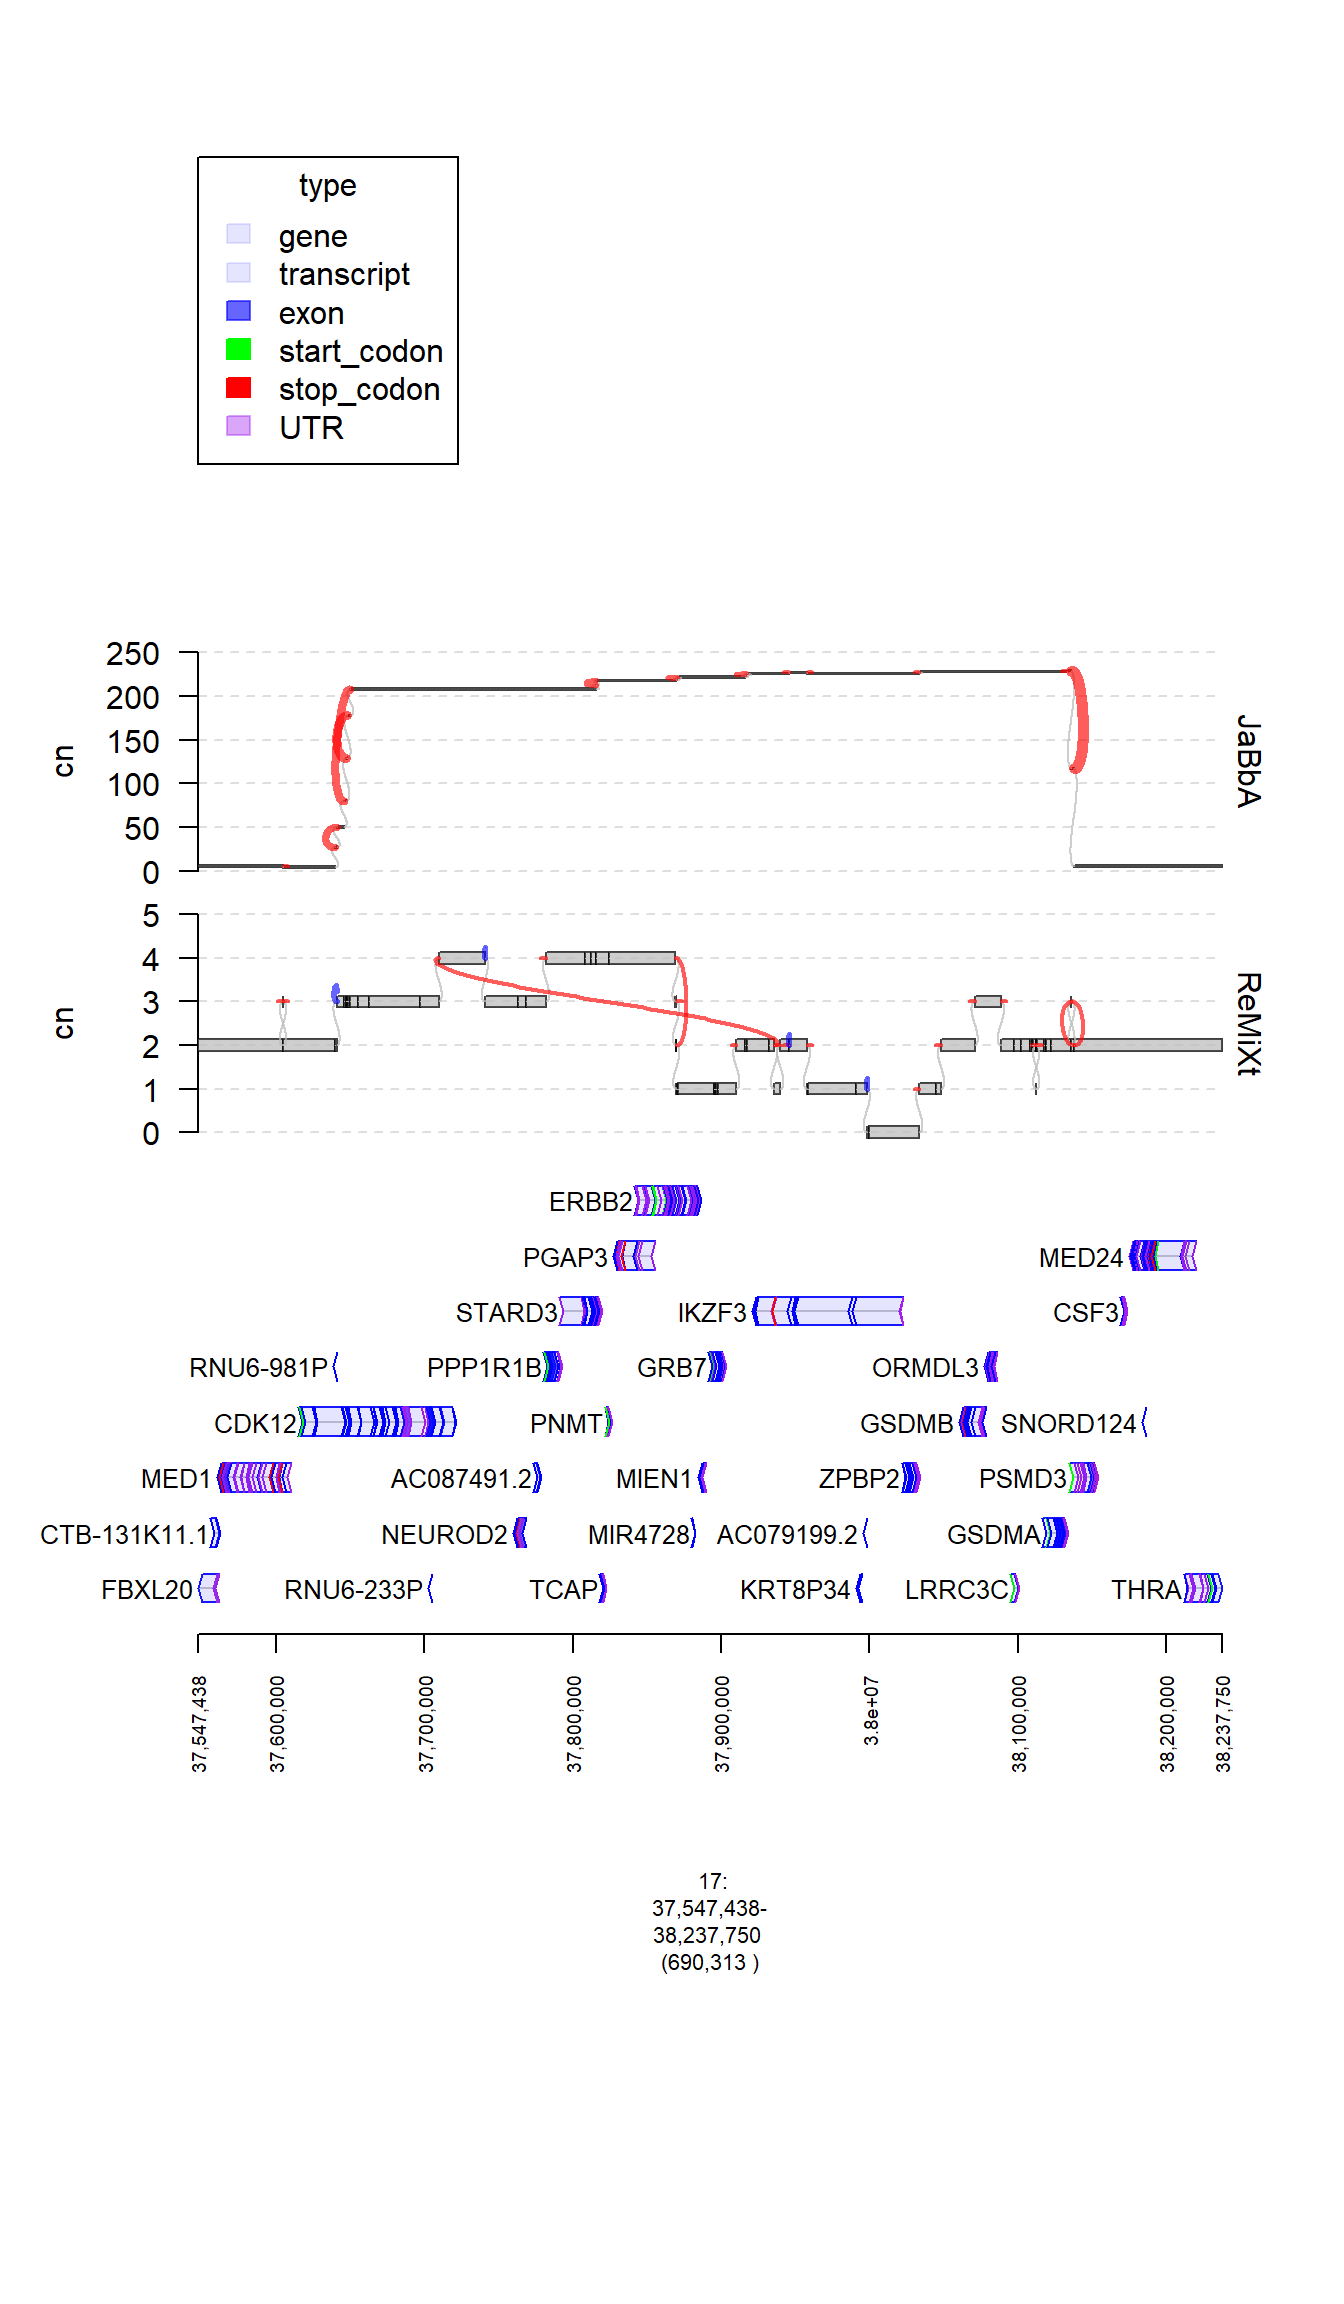 type
gene
transcript
exon
start_codon
stop_codon
UTR
250
200
150
100
50
0
cn
JaBbA
5
4
3
2
1
0
cn
ReMiXt
ERBB2
PGAP3
MED24
STARD3
IKZF3
CSF3
RNU6-981P
PPP1R1B
GRB7
ORMDL3
CDK12
PNMT
GSDMB
SNORD124
MED1
AC087491.2
MIEN1
ZPBP2
PSMD3
CTB-131K11.1
NEUROD2
MIR4728
AC079199.2
GSDMA
FBXL20
RNU6-233P
TCAP
KRT8P34
LRRC3C
THRA
37,547,438
37,600,000
37,700,000
37,800,000
37,900,000
3.8e+07
38,100,000
38,200,000
38,237,750
17:
37,547,438-
38,237,750
(690,313 )